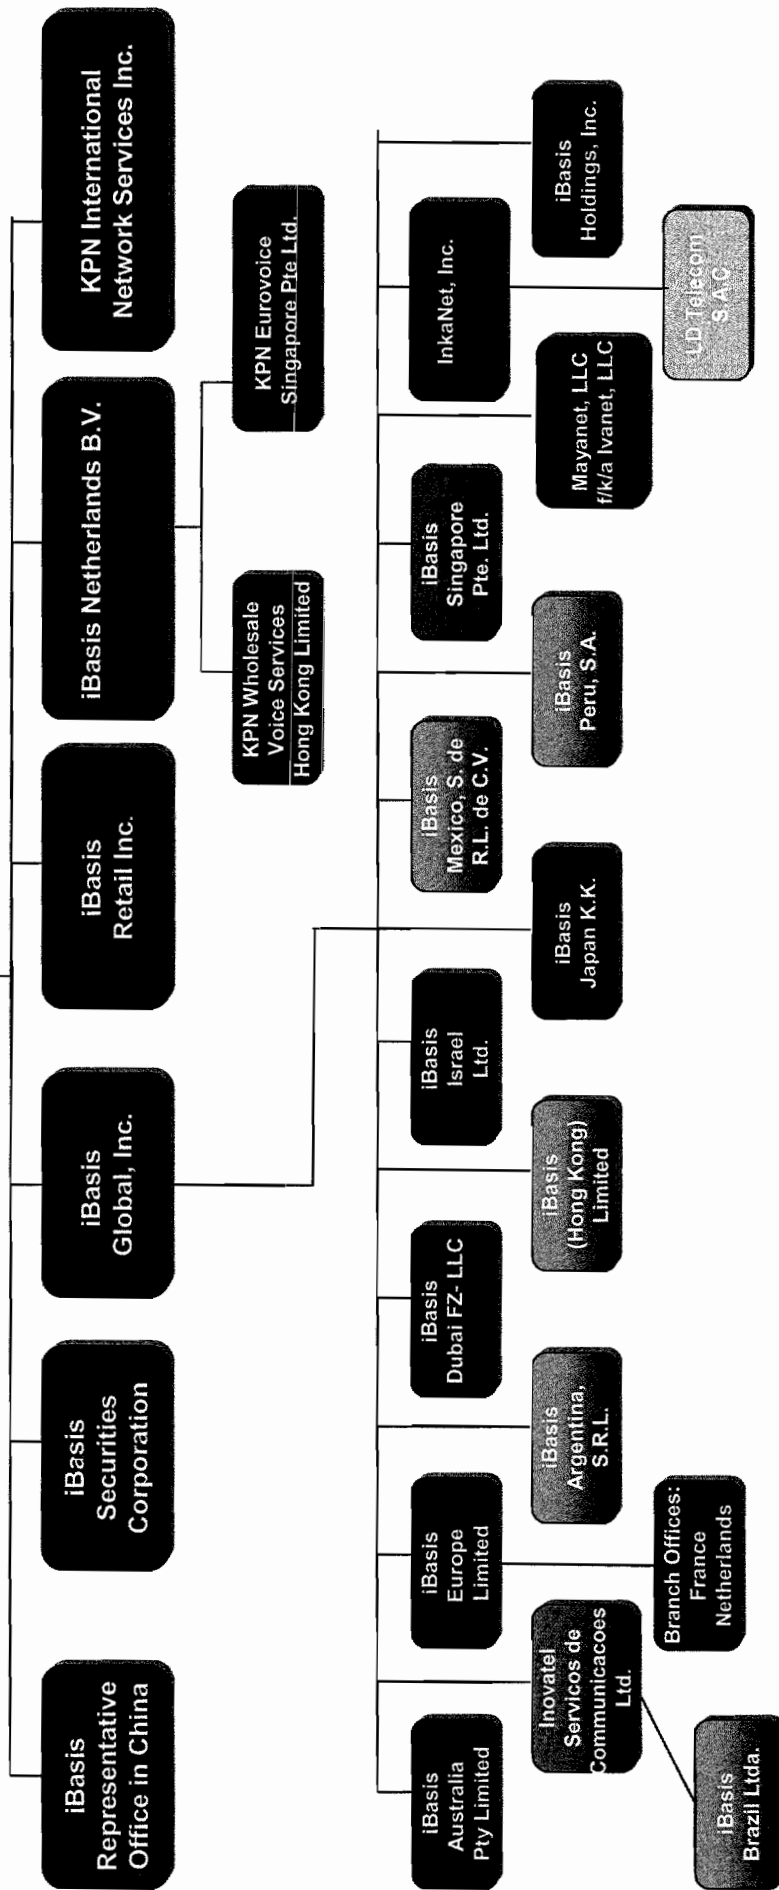 iBasis
Representative
Office in China
iBasis
Securities
Corporation
iBasis
Global, Inc.
iBasis
Retail Inc.
iBasis Netherlands B.V.
KPN International
Network Services Inc.
KPN Wholesale
Voice Services
Hong Kong Limited
KPN Eurovoice
Singapore Pte Ltd.
iBasis
Australia
Pty Limited
iBasis
Europe
Limited
iBasis
Dubai FZ- LLC
iBasis
Israel
Ltd.
iBasis
Mexico, S. de
R.L. de C.V.
iBasis
Singapore
Pte. Ltd.
InkaNet, Inc.
Inovatel
Servicos de
Communicacoes
Ltd.
iBasis
Argentina,
S.R.L.
iBasis
(Hong Kong)
Limited
iBasis
Japan K.K.
iBasis
Peru, S.A.
Mayanet, LLC
f/k/a Ivanet, LLC
iBasis
Holdings, Inc.
iBasis
Brazil Ltda.
Branch Offices:
France
Netherlands
LD Telecom
S.A.C